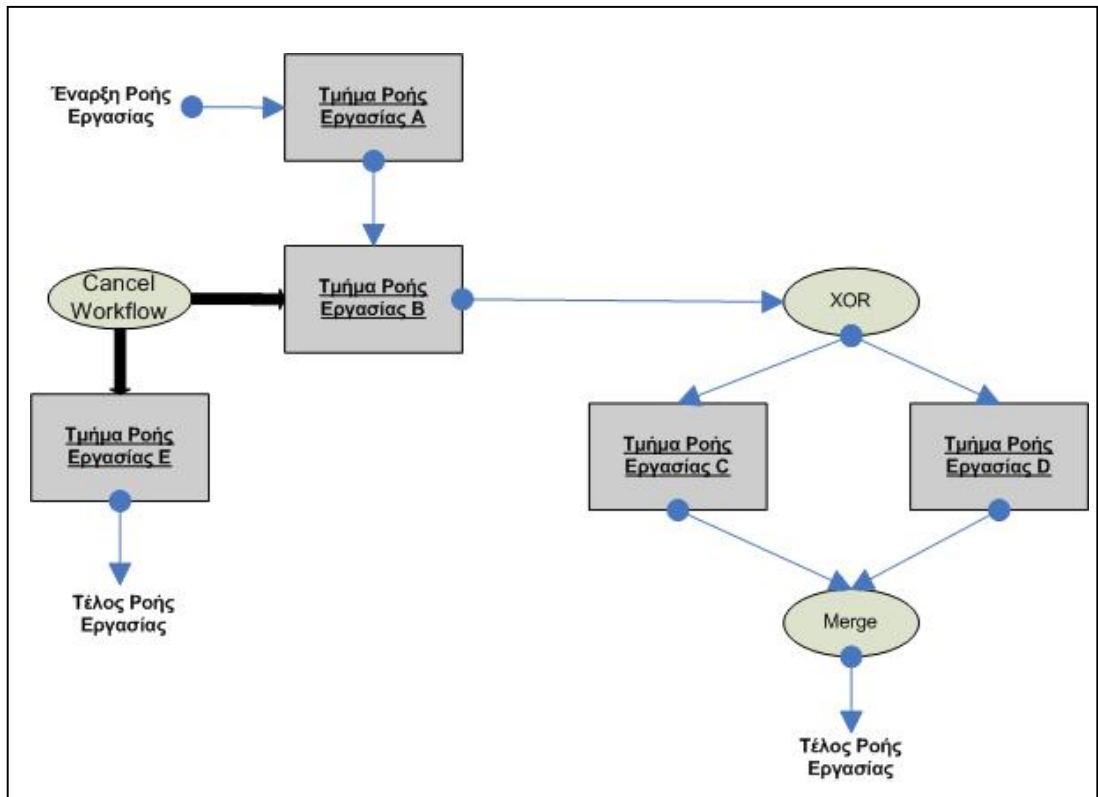 Έναρξη Ροής
Εργασίας
Τμήμα Ροής
Εργασίας A
Cancel
Workflow
Τμήμα Ροής
Εργασίας B
XOR
Τμήμα Ροής
Εργασίας E
Τμήμα Ροής
Εργασίας C
Τμήμα Ροής
Εργασίας D
Τέλος Ροής
Εργασίας
Merge
Τέλος Ροής
Εργασίας